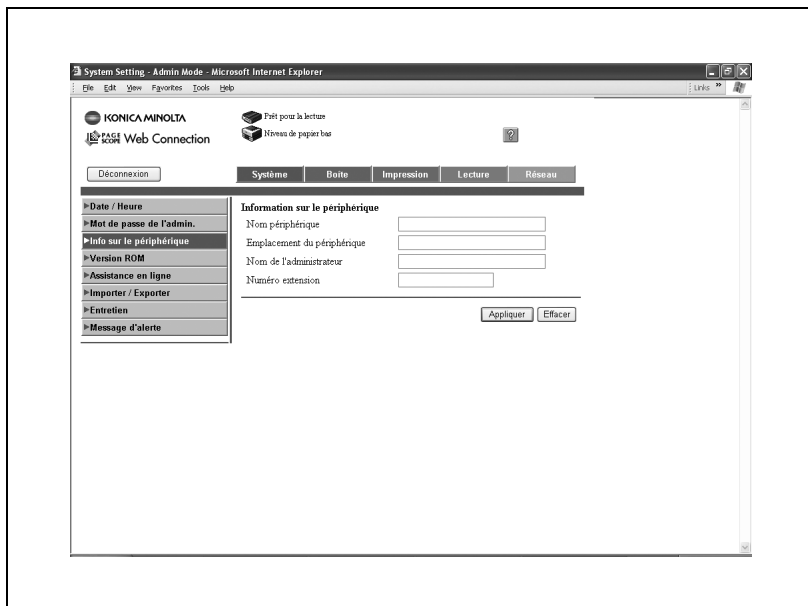 System Setting - Admin Mode - Microsoft Internet Explorer
File Edit View Favorites Tools Help
Links »
KONICA MINOLTA
PAGE SCOPE Web Connection
Prêt pour la lecture
Niveau de papier bas
?
Déconnexion
Système Boite Impression Lecture Réseau
Date / Heure
Mot de passe de l'admin.
Info sur le périphérique
Version ROM
Assistance en ligne
Importer / Exporter
Entretien
Message d'alerte
Information sur le périphérique
Nom périphérique
Emplacement du périphérique
Nom de l'administrateur
Numéro extension
Appliquer Effacer